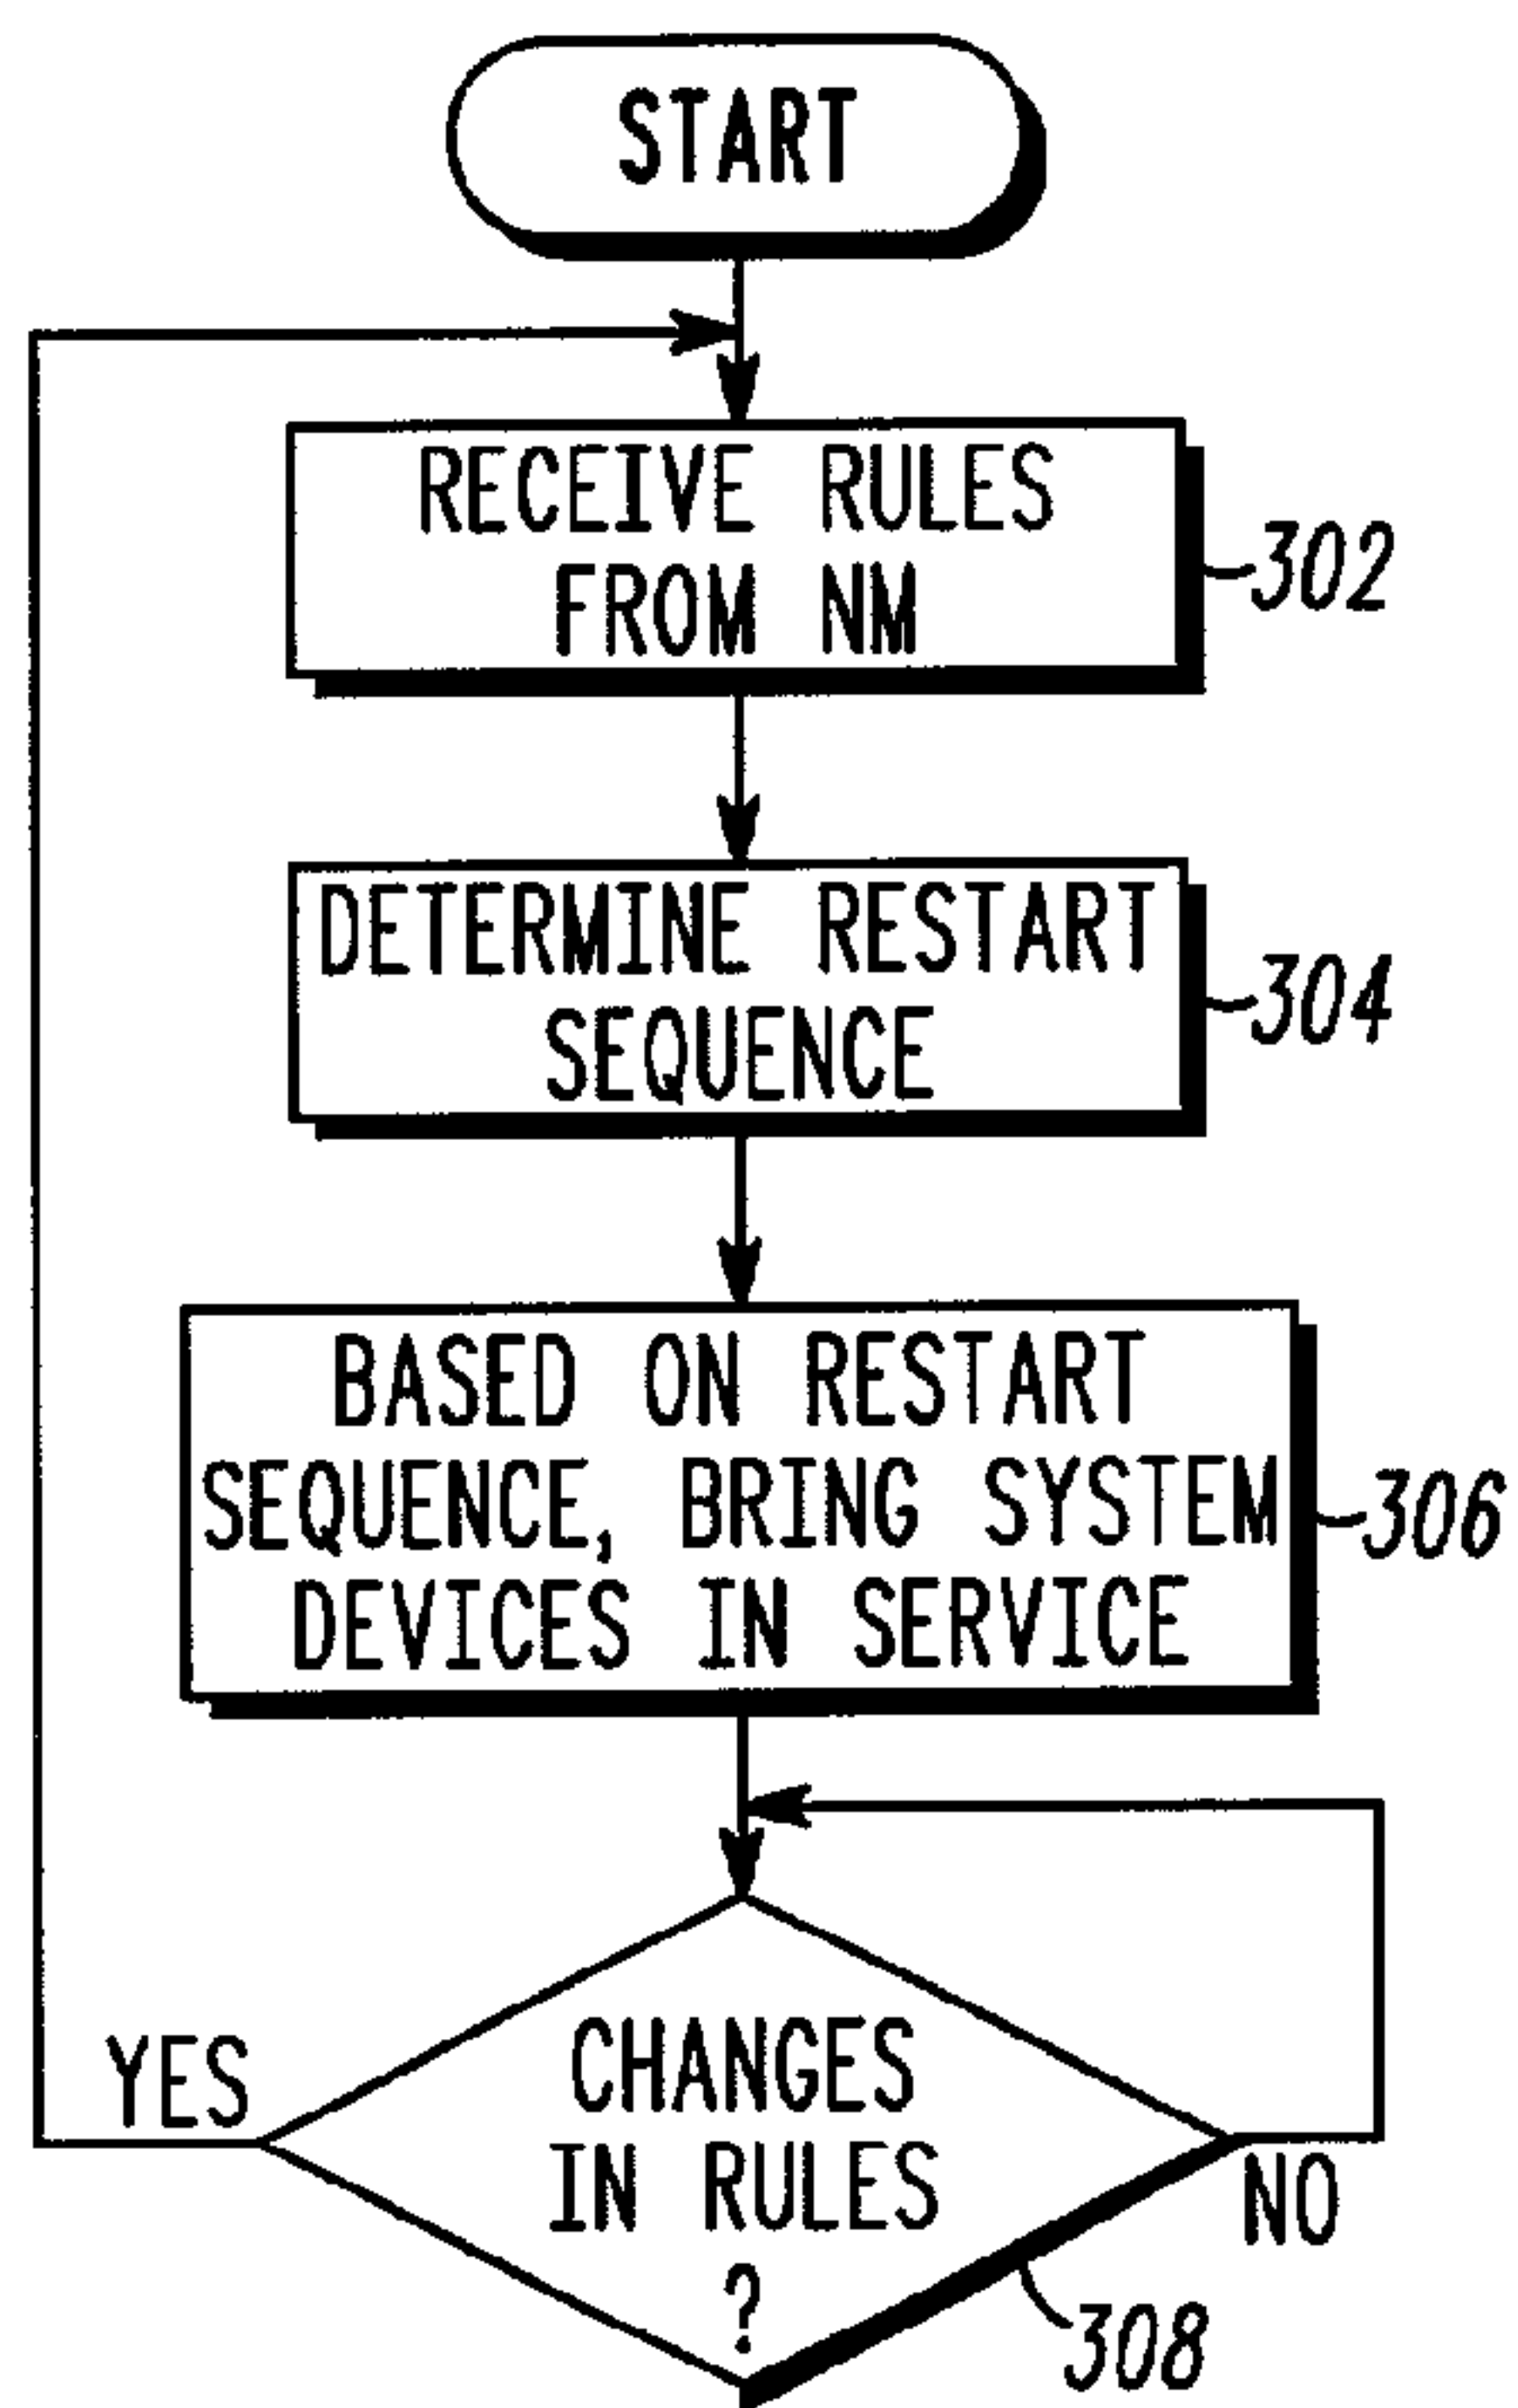 START
RECEIVE RULES
FROM NM
302
DETERMINE RESTART
SEQUENCE
304
BASED ON RESTART
SEQUENCE, BRING SYSTEM
DEVICES IN SERVICE
306
YES
CHANGES
IN RULES
?
NO
308